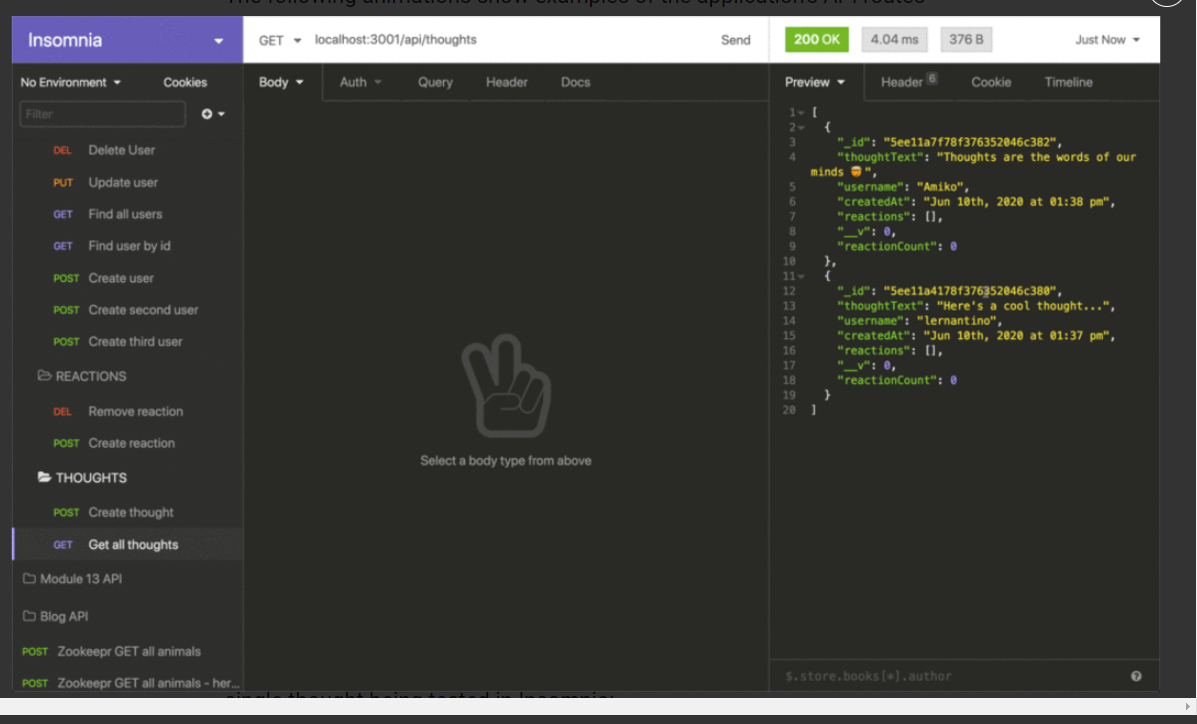 The following animations show examples of the application's API routes
Insomnia
GET localhost:3001/api/thoughts Send
200 OK 4.04 ms 376 B Just Now
No Environment Cookies
Body Auth Query Header Docs
Preview Header 6 Cookie Timeline
Filter
DEL Delete User
PUT Update user
GET Find all users
GET Find user by id
POST Create user
POST Create second user
POST Create third user
REACTIONS
DEL Remove reaction
POST Create reaction
THOUGHTS
POST Create thought
GET Get all thoughts
Module 13 API
Blog API
POST Zookeepr GET all animals
POST Zookeepr GET all animals - her...
Select a body type from above
1 [
2 {
3 "_id": "5ee11a7f78f376352046c382",
4 "thoughtText": "Thoughts are the words of our
minds 🤯",
5 "username": "Amiko",
6 "createdAt": "Jun 10th, 2020 at 01:38 pm",
7 "reactions": [],
8 "__v": 0,
9 "reactionCount": 0
10 },
11 {
12 "_id": "5ee11a4178f376352046c380",
13 "thoughtText": "Here's a cool thought...",
14 "username": "lernantino",
15 "createdAt": "Jun 10th, 2020 at 01:37 pm",
16 "reactions": [],
17 "__v": 0,
18 "reactionCount": 0
19 }
20 ]
$.store.books[*].author
single thought being tested in Insomnia: